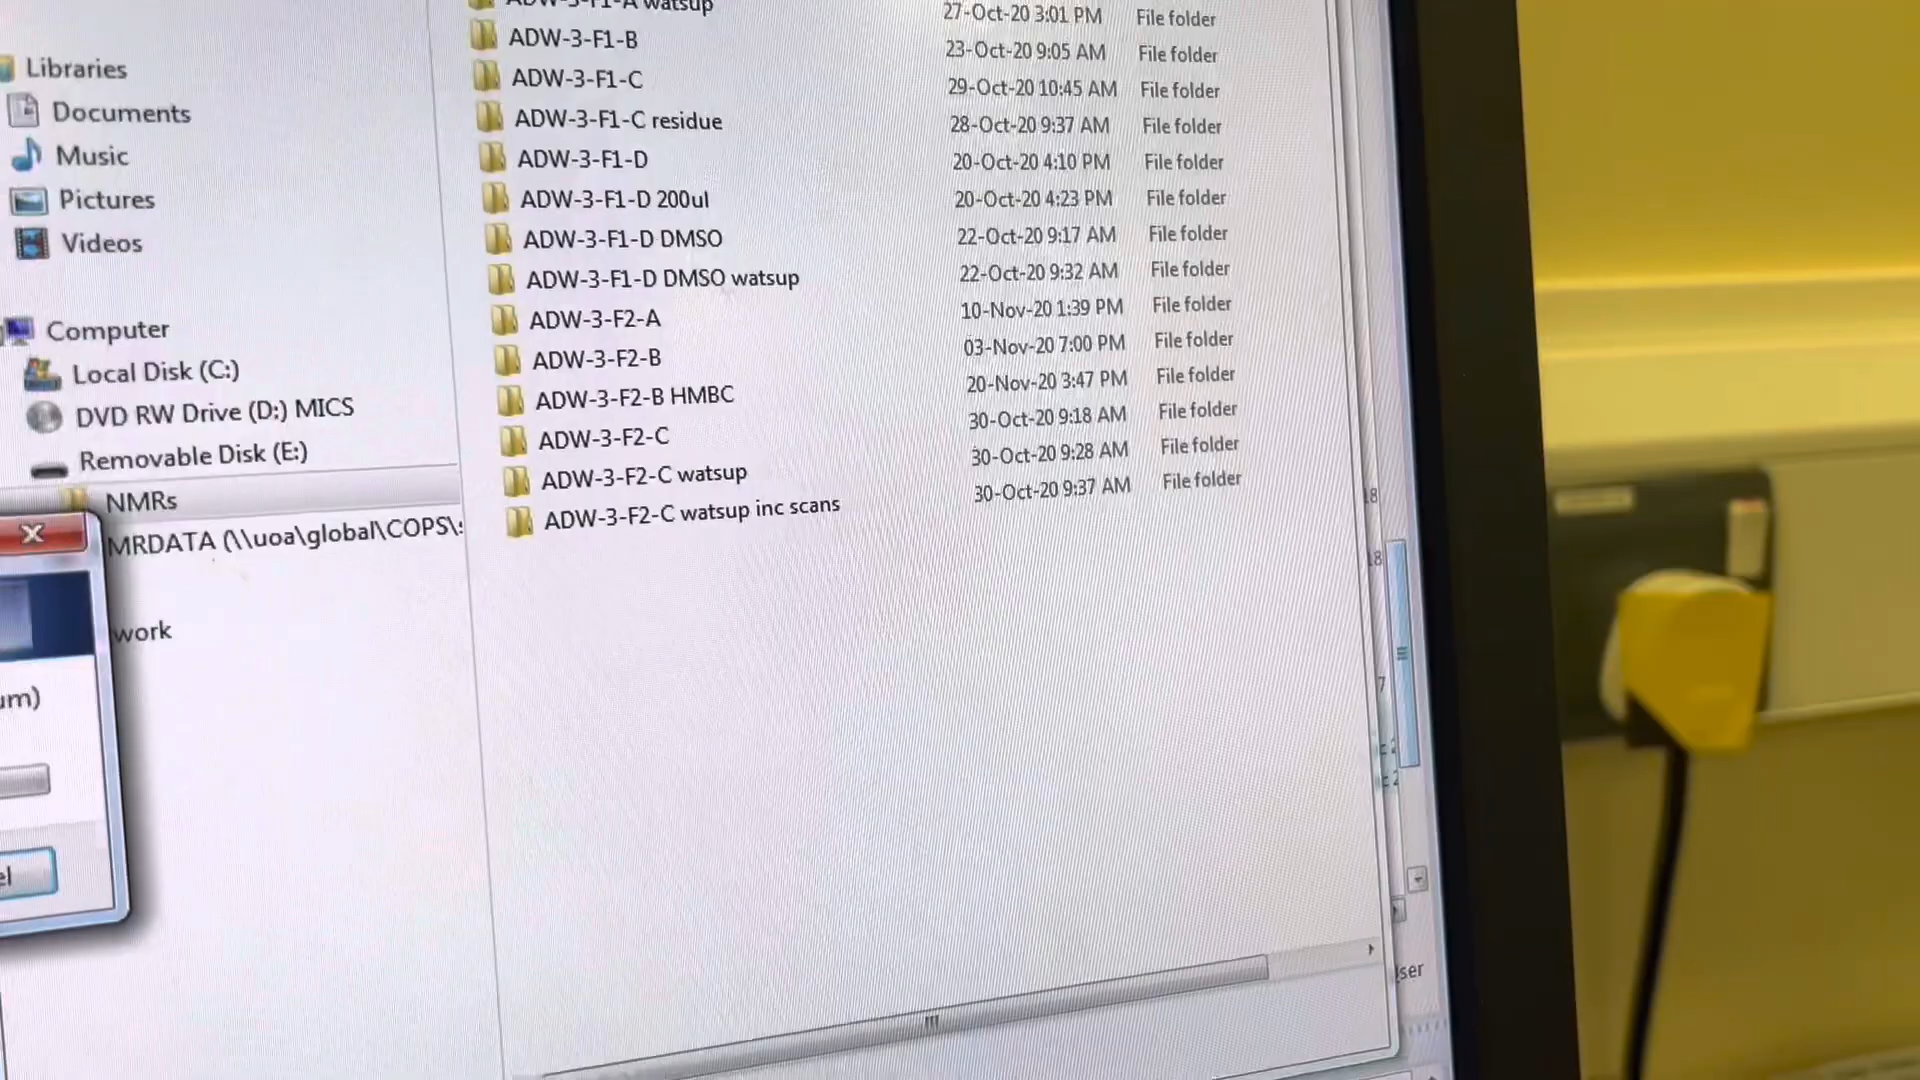 Libraries
Documents
Music
Pictures
Videos
Computer
Local Disk (C:)
DVD RW Drive (D:) MICS
Removable Disk (E:)
NMRs
MRDATA (\\uoa\global\COPS\
work
um)
el
ADW-3-F1-A watsup 27-Oct-20 3:01 PM File folder
ADW-3-F1-B 23-Oct-20 9:05 AM File folder
ADW-3-F1-C 29-Oct-20 10:45 AM File folder
ADW-3-F1-C residue 28-Oct-20 9:37 AM File folder
ADW-3-F1-D 20-Oct-20 4:10 PM File folder
ADW-3-F1-D 200ul 20-Oct-20 4:23 PM File folder
ADW-3-F1-D DMSO 22-Oct-20 9:17 AM File folder
ADW-3-F1-D DMSO watsup 22-Oct-20 9:32 AM File folder
ADW-3-F2-A 10-Nov-20 1:39 PM File folder
ADW-3-F2-B 03-Nov-20 7:00 PM File folder
ADW-3-F2-B HMBC 20-Nov-20 3:47 PM File folder
ADW-3-F2-C 30-Oct-20 9:18 AM File folder
ADW-3-F2-C watsup 30-Oct-20 9:28 AM File folder
ADW-3-F2-C watsup inc scans 30-Oct-20 9:37 AM File folder
18
18
7
c 2
c 2
ser